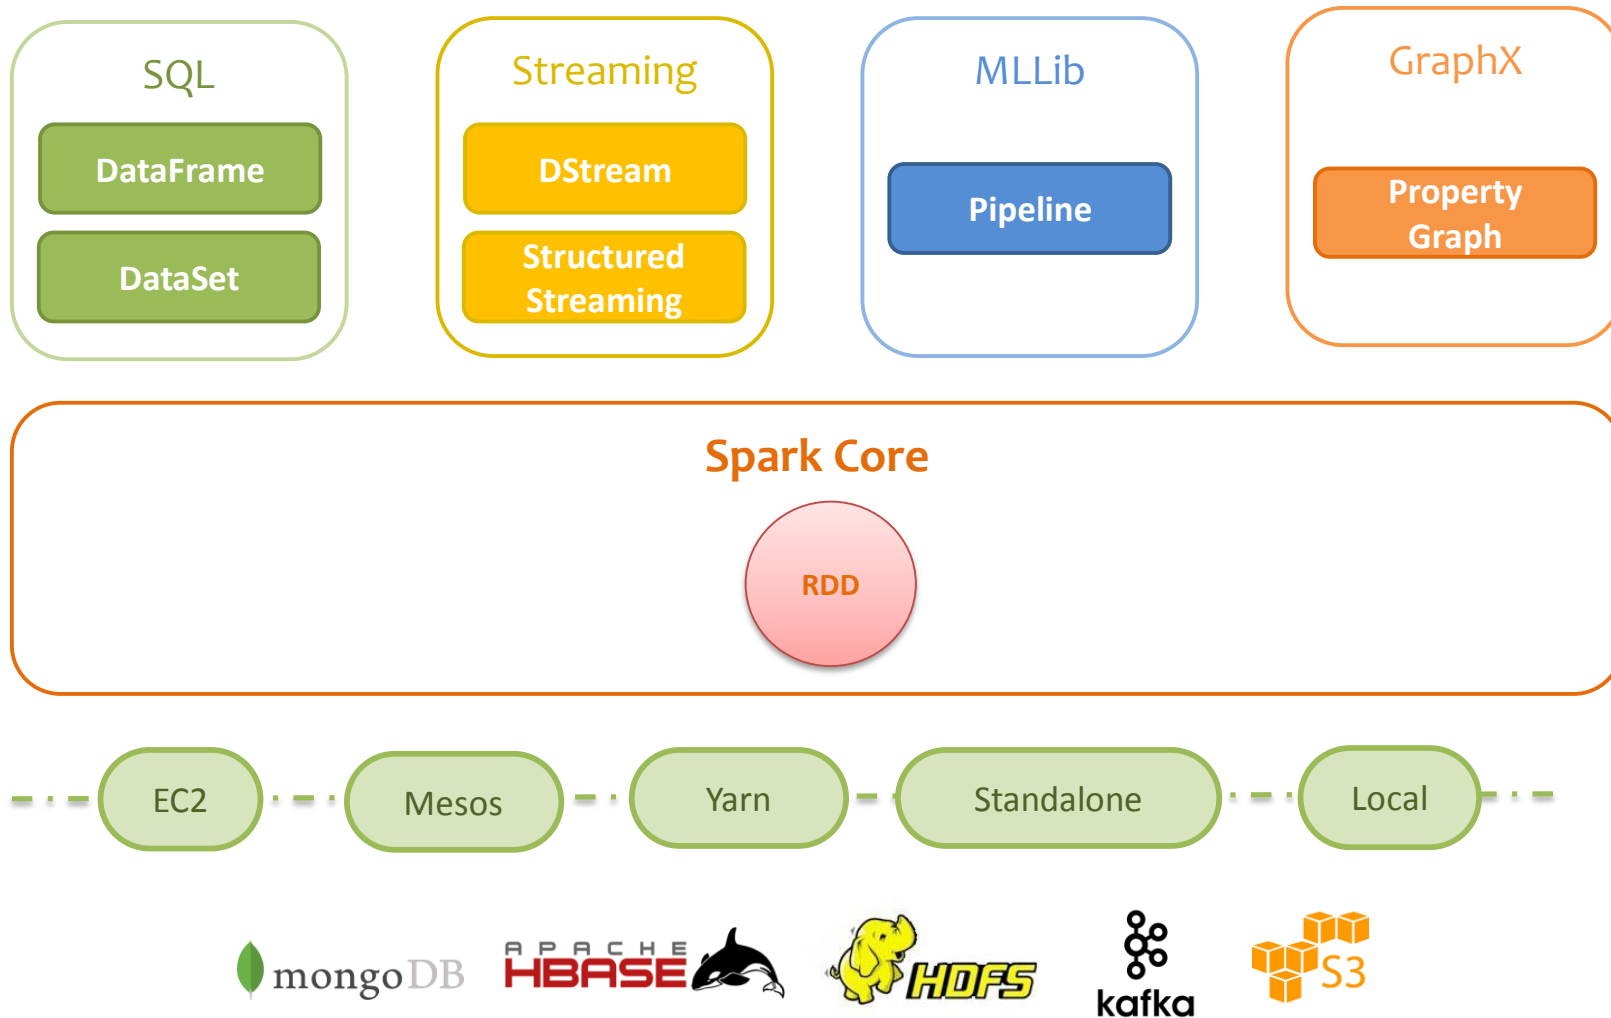 SQL
DataFrame
DataSet
Streaming
DStream
Structured
Streaming
MLLib
Pipeline
GraphX
Property
Graph
Spark Core
RDD
EC2
Mesos
Yarn
Standalone
Local
mongoDB
APACHE
HBASE
HDFS
kafka
S3